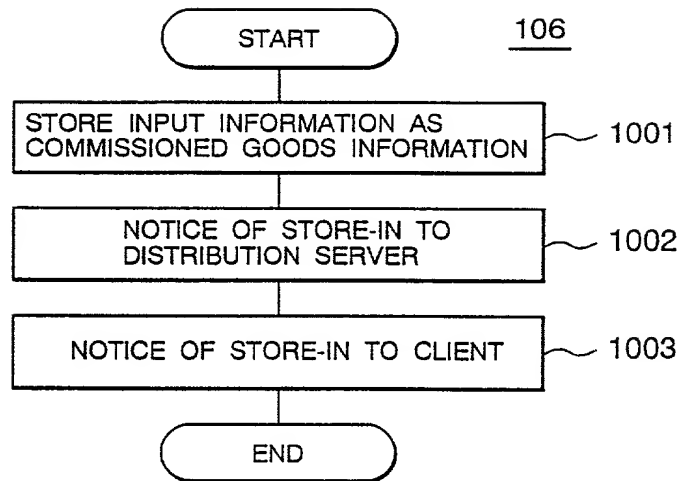 START
106
STORE INPUT INFORMATION AS
COMMISSIONED GOODS INFORMATION
1001
NOTICE OF STORE-IN TO
DISTRIBUTION SERVER
1002
NOTICE OF STORE-IN TO CLIENT
1003
END